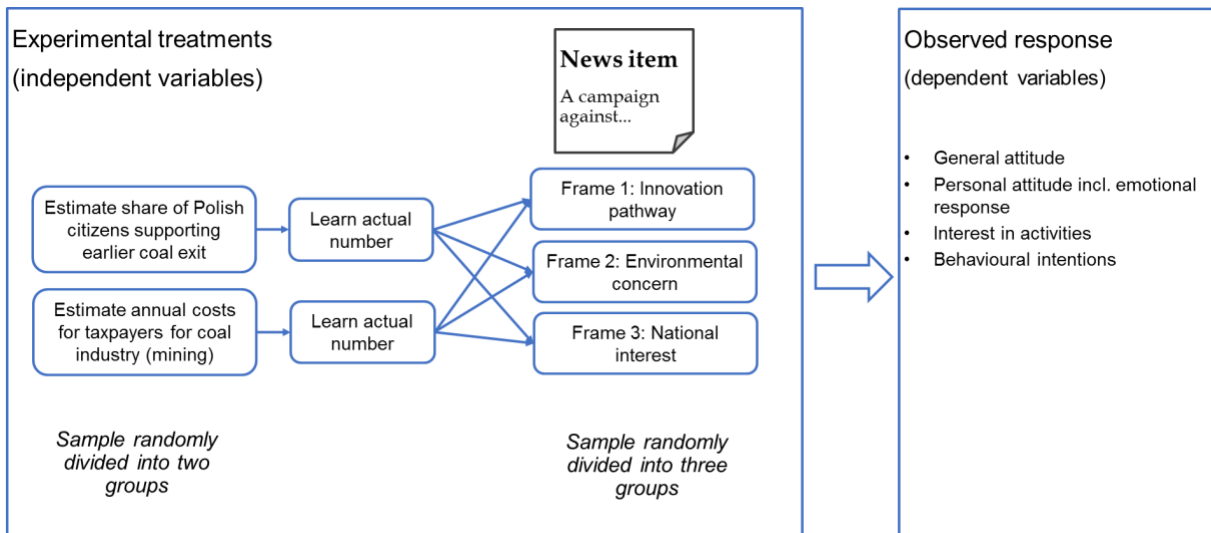 Experimental treatments
(independent variables)
News item
A campaign
against...
Estimate share of Polish
citizens supporting
earlier coal exit
Learn actual
number
Frame 1: Innovation
pathway
Frame 2: Environmental
concern
Estimate annual costs
for taxpayers for coal
industry (mining)
Learn actual
number
Frame 3: National
interest
Sample randomly
divided into two
groups
Sample randomly
divided into three
groups
Observed response
(dependent variables)
• General attitude
• Personal attitude incl. emotional
response
• Interest in activities
• Behavioural intentions